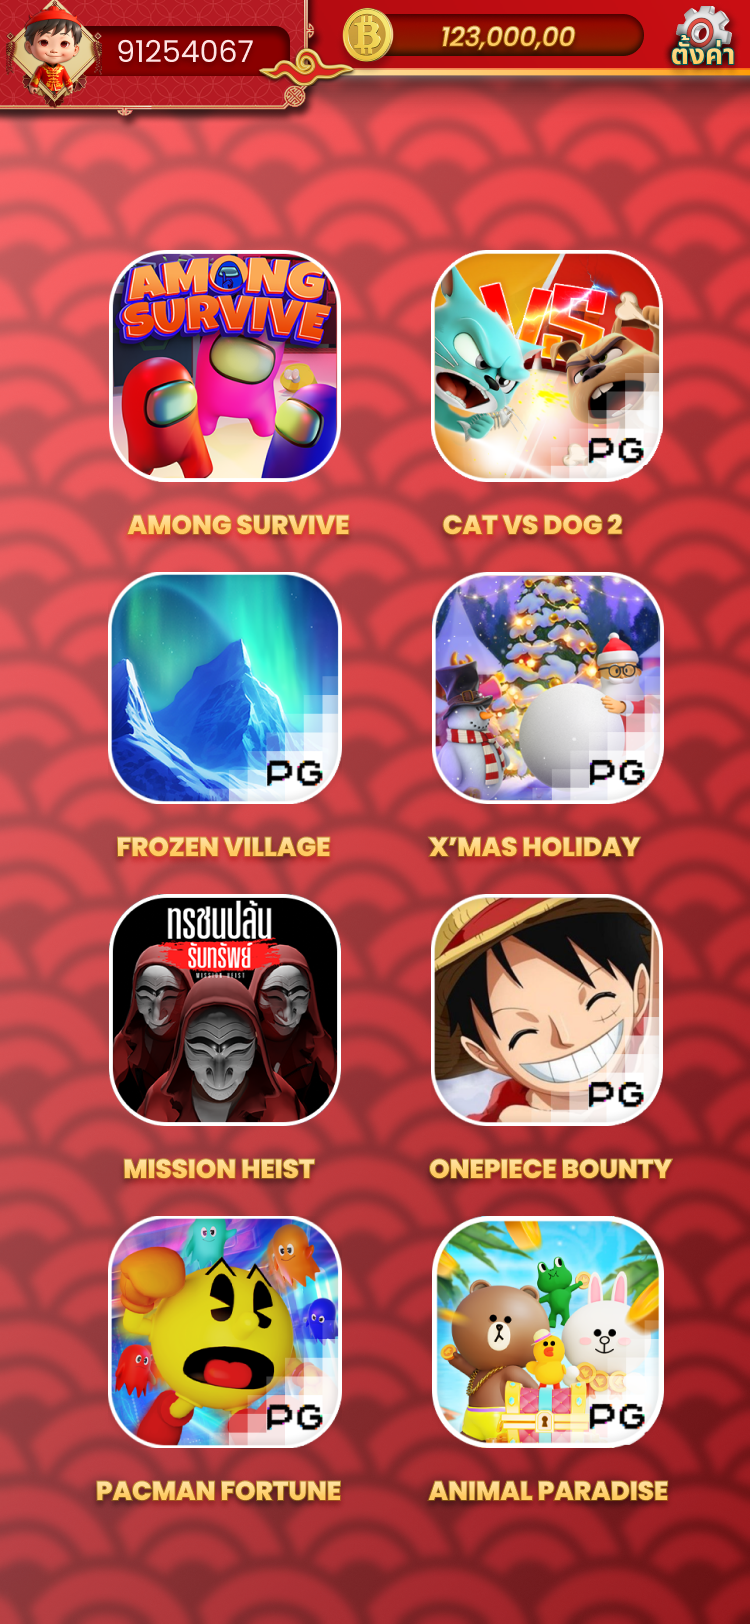 91254067
123,000,00
ตั้งค่า
AMONG
SURVIVE
VS
PG
AMONG SURVIVE
CAT VS DOG 2
PG
PG
FROZEN VILLAGE
X’MAS HOLIDAY
ทรชนปล้น
รับทรัพย์
MISSION HEIST
PG
MISSION HEIST
ONEPIECE BOUNTY
PG
PG
PACMAN FORTUNE
ANIMAL PARADISE